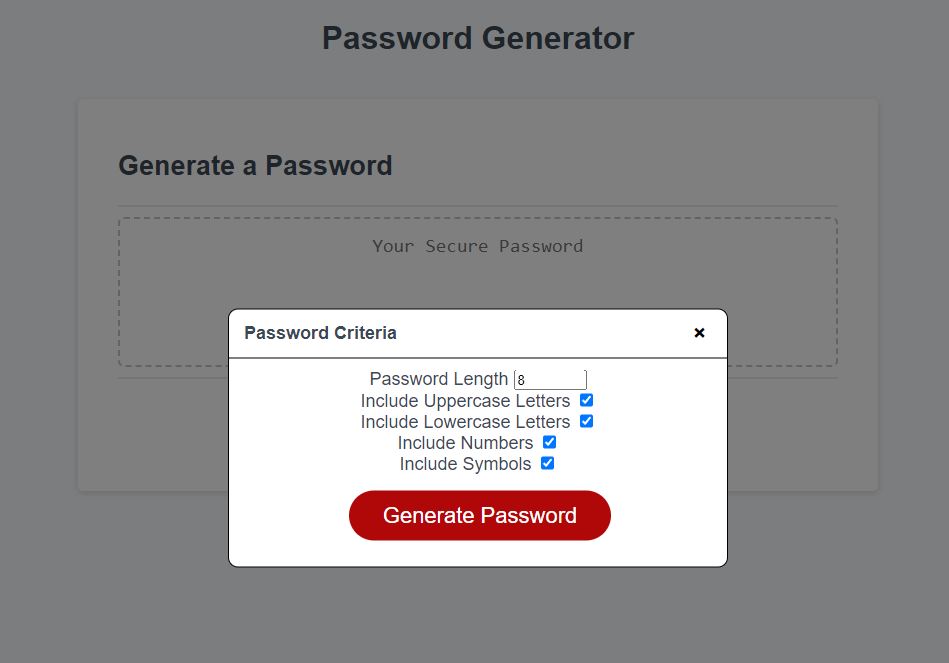 Password Generator
Generate a Password
Your Secure Password
Password Criteria ×
Password Length 8
Include Uppercase Letters
Include Lowercase Letters
Include Numbers
Include Symbols
Generate Password